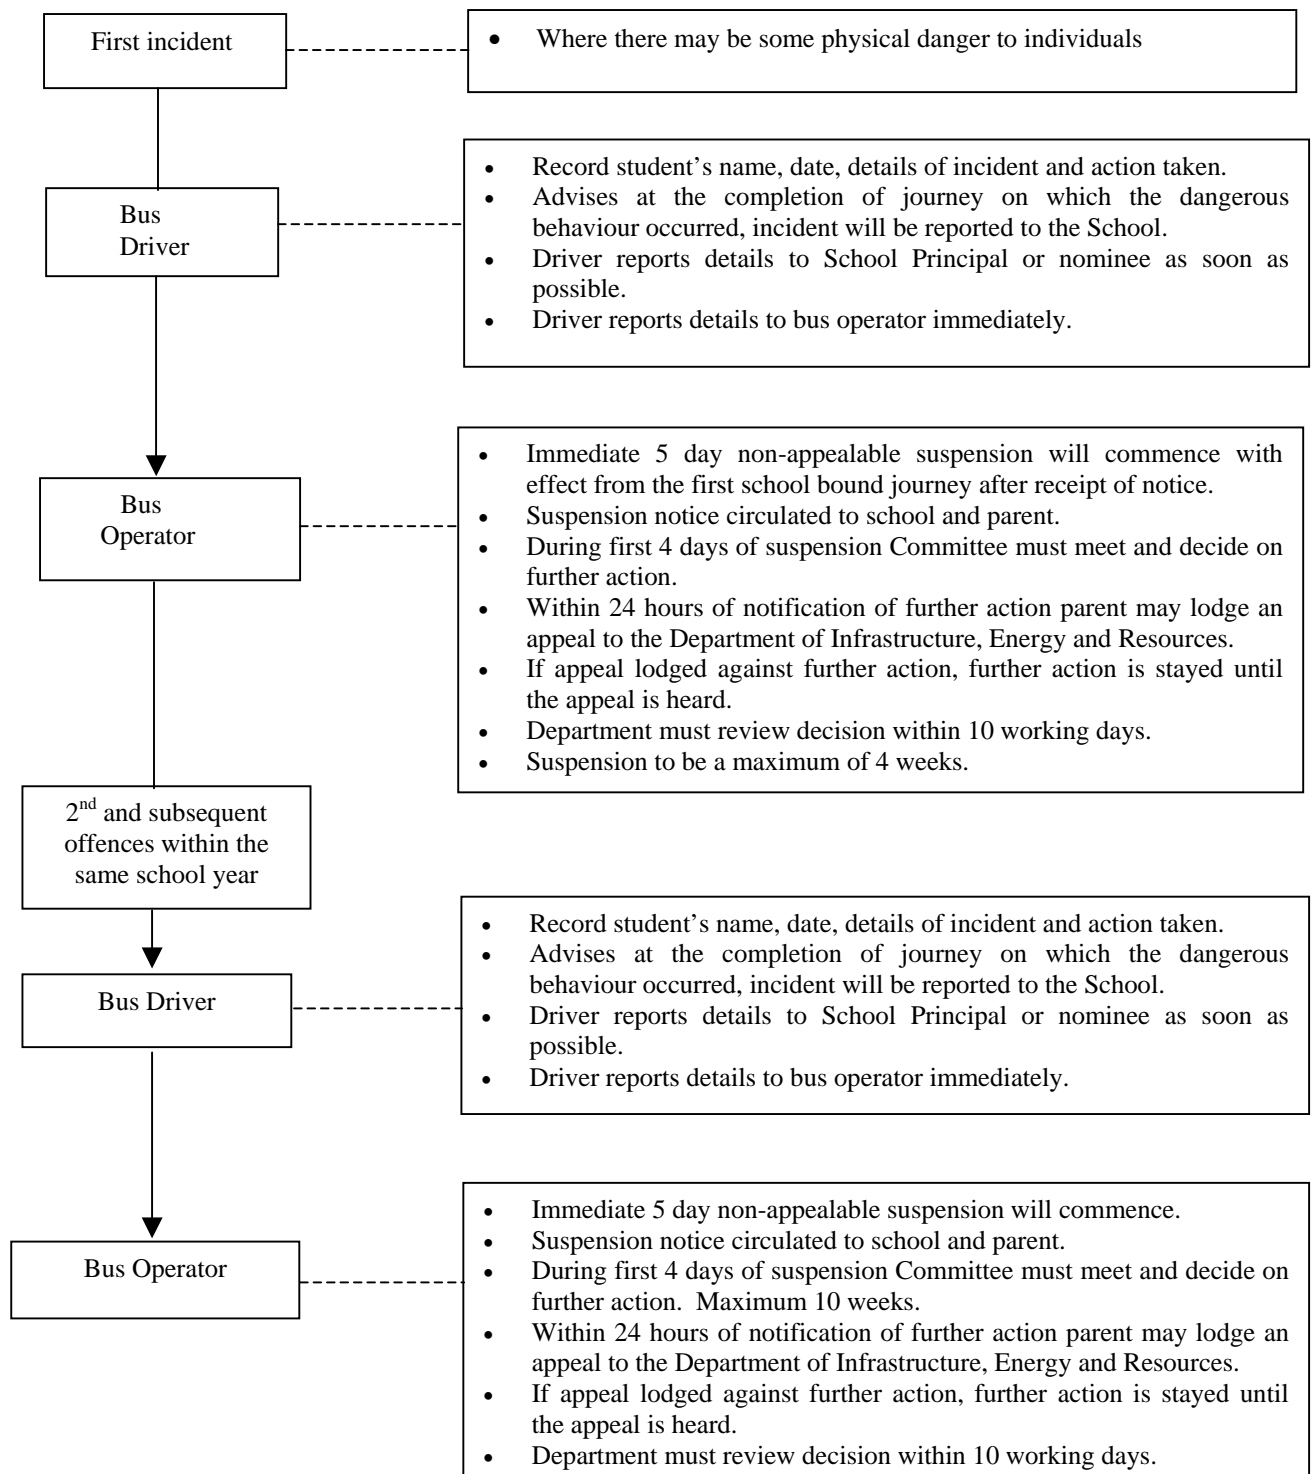 First incident
• Where there may be some physical danger to individuals
Bus
Driver
• Record student’s name, date, details of incident and action taken.
• Advises at the completion of journey on which the dangerous
behaviour occurred, incident will be reported to the School.
• Driver reports details to School Principal or nominee as soon as
possible.
• Driver reports details to bus operator immediately.
Bus
Operator
• Immediate 5 day non-appealable suspension will commence with
effect from the first school bound journey after receipt of notice.
• Suspension notice circulated to school and parent.
• During first 4 days of suspension Committee must meet and decide on
further action.
• Within 24 hours of notification of further action parent may lodge an
appeal to the Department of Infrastructure, Energy and Resources.
• If appeal lodged against further action, further action is stayed until
the appeal is heard.
• Department must review decision within 10 working days.
• Suspension to be a maximum of 4 weeks.
2nd and subsequent
offences within the
same school year
Bus Driver
• Record student’s name, date, details of incident and action taken.
• Advises at the completion of journey on which the dangerous
behaviour occurred, incident will be reported to the School.
• Driver reports details to School Principal or nominee as soon as
possible.
• Driver reports details to bus operator immediately.
Bus Operator
• Immediate 5 day non-appealable suspension will commence.
• Suspension notice circulated to school and parent.
• During first 4 days of suspension Committee must meet and decide on
further action. Maximum 10 weeks.
• Within 24 hours of notification of further action parent may lodge an
appeal to the Department of Infrastructure, Energy and Resources.
• If appeal lodged against further action, further action is stayed until
the appeal is heard.
• Department must review decision within 10 working days.